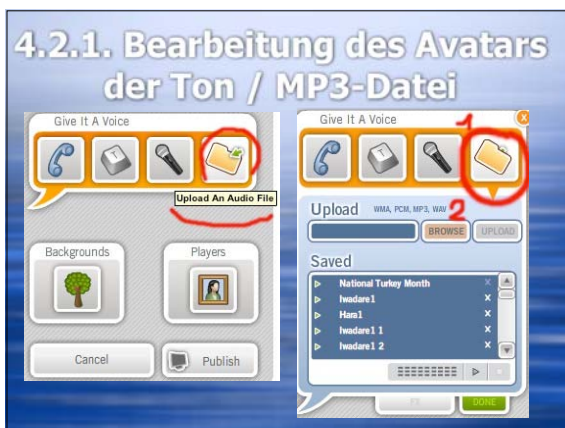 4.2.1. Bearbeitung des Avatars
der Ton / MP3-Datei
Give It A Voice
T
Upload An Audio File
Backgrounds
Players
Cancel
Publish
Give It A Voice
X
1
T
Upload WMA, PCM, MP3, WAV 2
BROWSE
UPLOAD
Saved
National Turkey Month x
Iwadare1 x
Hara1 x
Iwadare1 1 x
Iwadare1 2 x
DONE